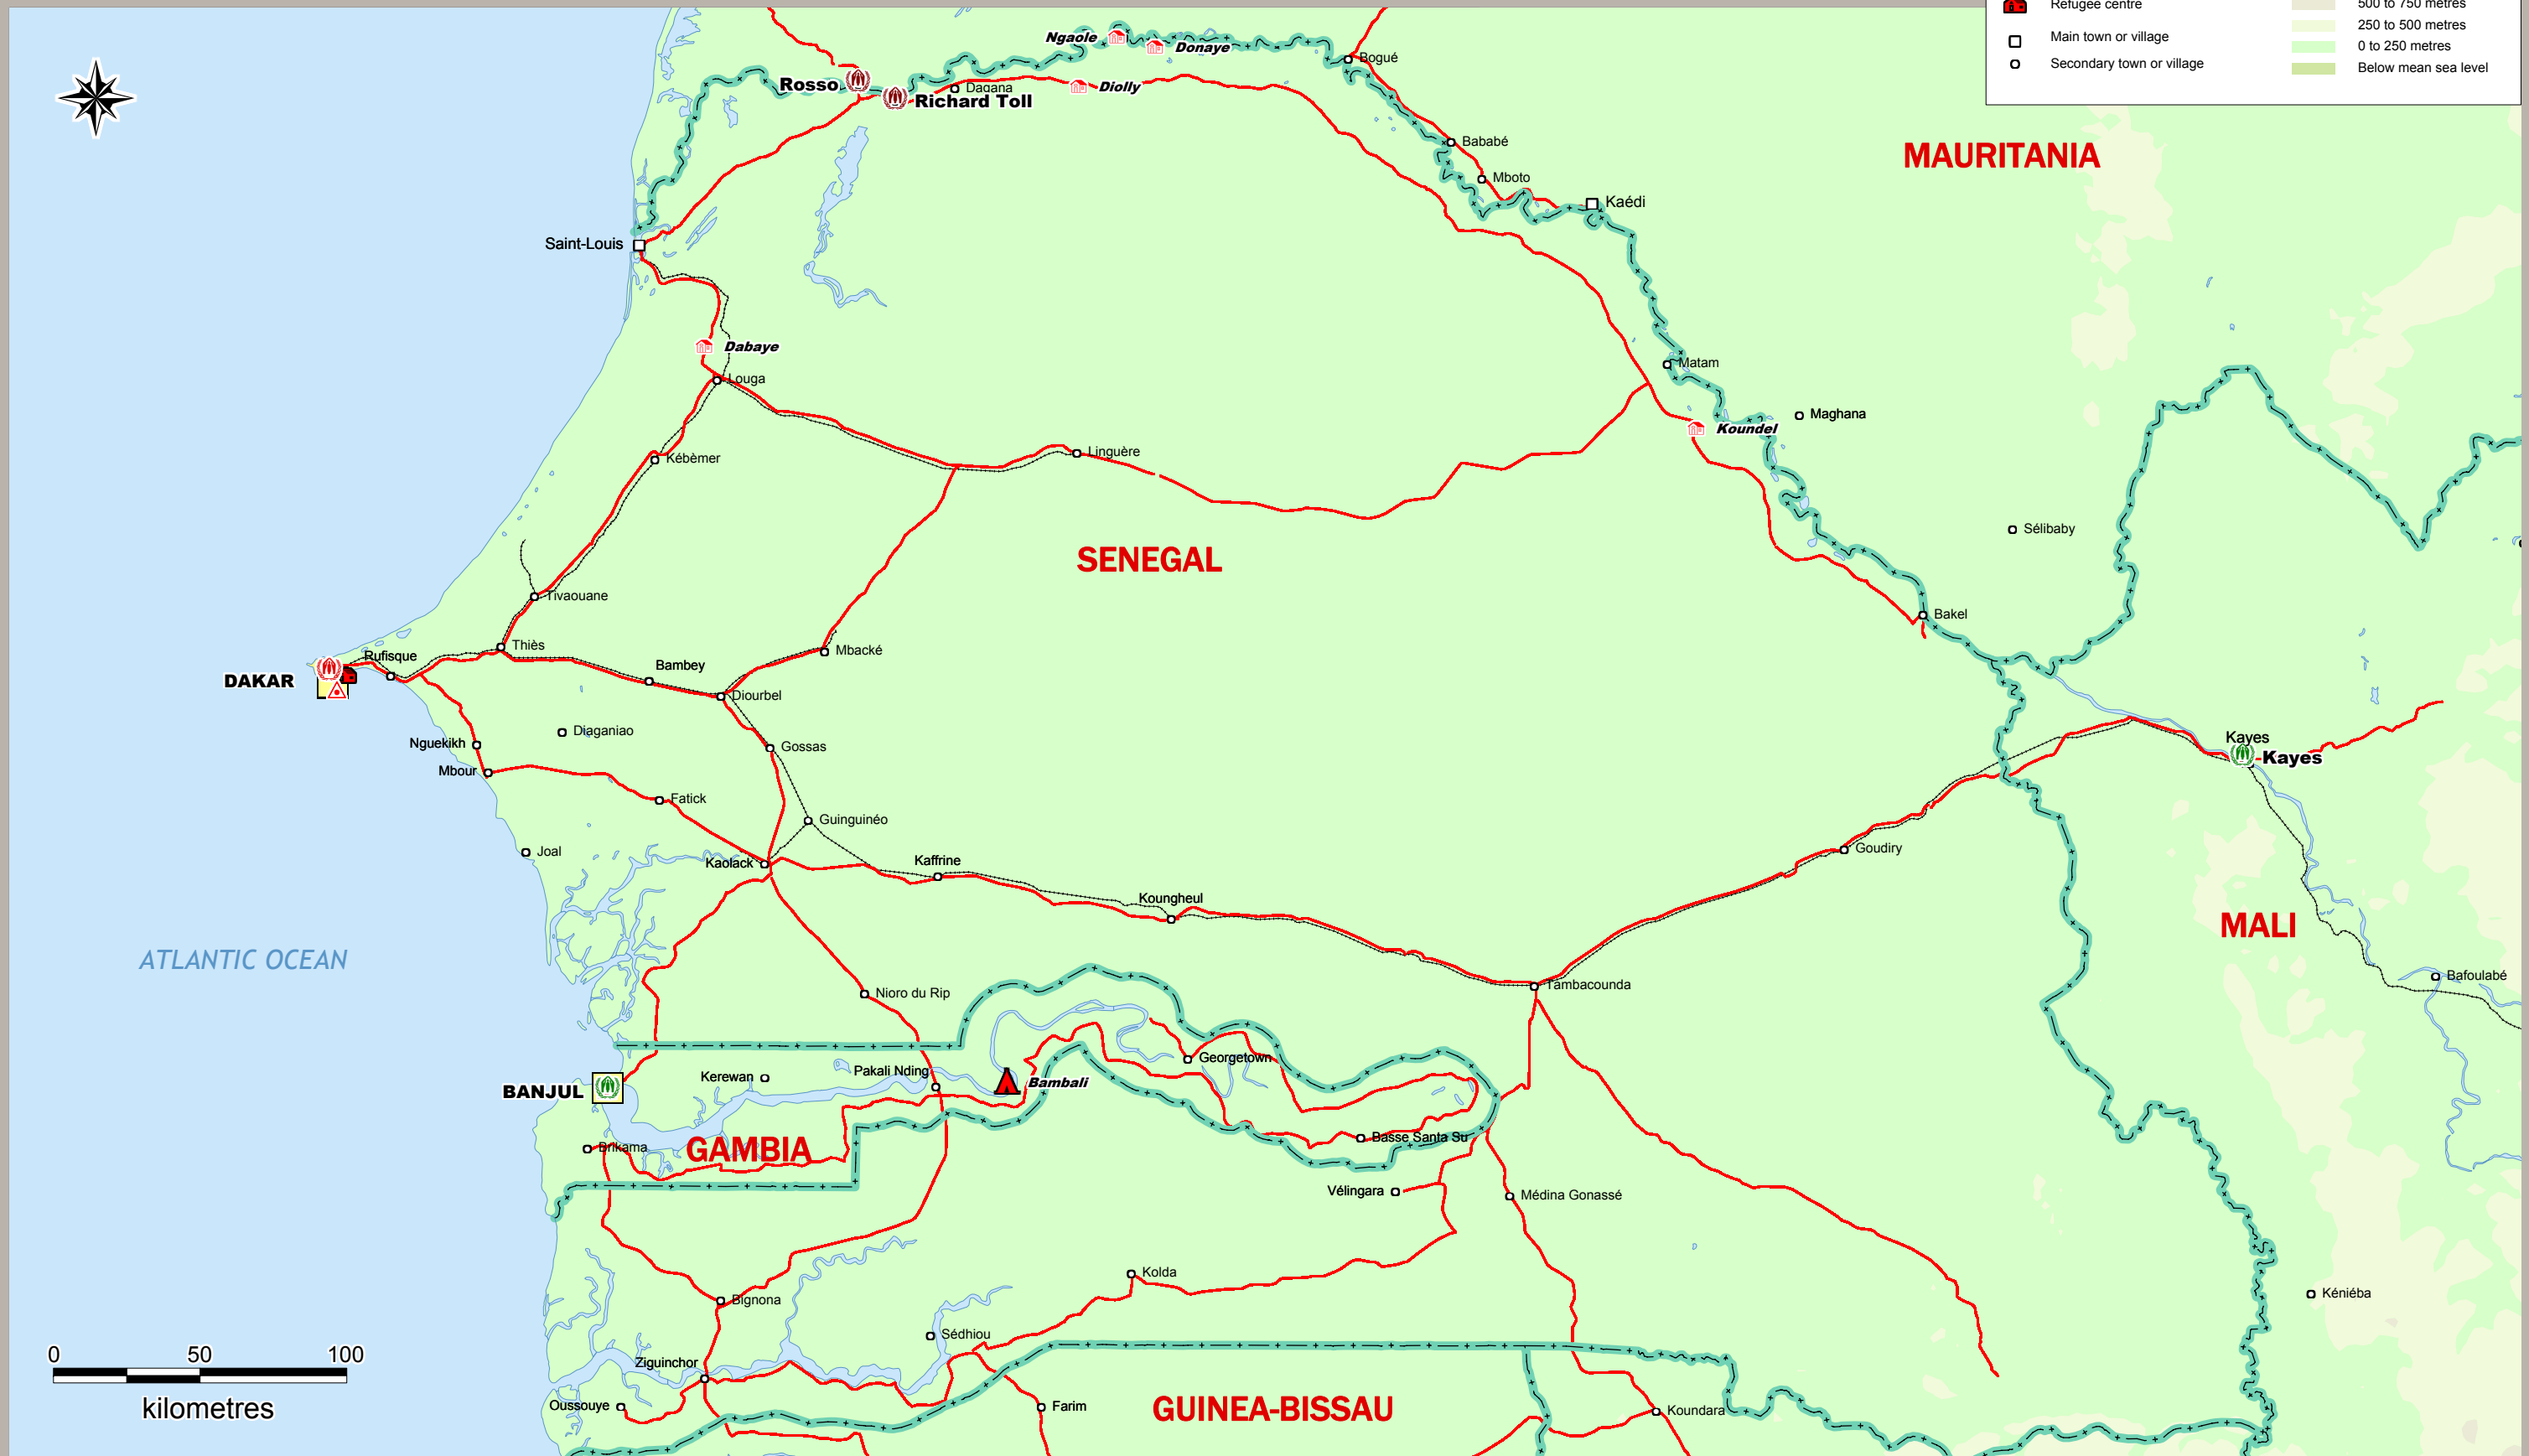 Refugee centre
500 to 750 metres
250 to 500 metres
Main town or village
0 to 250 metres
Secondary town or village
Below mean sea level
Ngaole
Donaye
Bogué
Rosso
Dagana
Diolly
Richard Toll
Bababé
MAURITANIA
Mboto
Kaédi
Saint-Louis
Dabaye
Matam
Louga
Maghana
Koundel
Linguère
Kébèmer
Sélibaby
SENEGAL
Tivaouane
Bakel
Thiès
Mbacké
Rufisque
Bambey
DAKAR
Diourbel
Diaganiao
Nguekikh
Gossas
Kayes
Kayes
Mbour
Fatick
Guinguinéo
Joal
Goudiry
Kaolack
Kaffrine
Koungheul
MALI
ATLANTIC OCEAN
Bafoulabé
Tambacounda
Nioro du Rip
Georgetown
Pakali Nding
Kerewan
Bambali
BANJUL
Basse Santa Su
Brikama
GAMBIA
Vélingara
Médina Gonassé
Kolda
Kéniéba
Bignona
Sédhiou
0 50 100
Ziguinchor
kilometres
Oussouye
Farim
GUINEA-BISSAU
Koundara